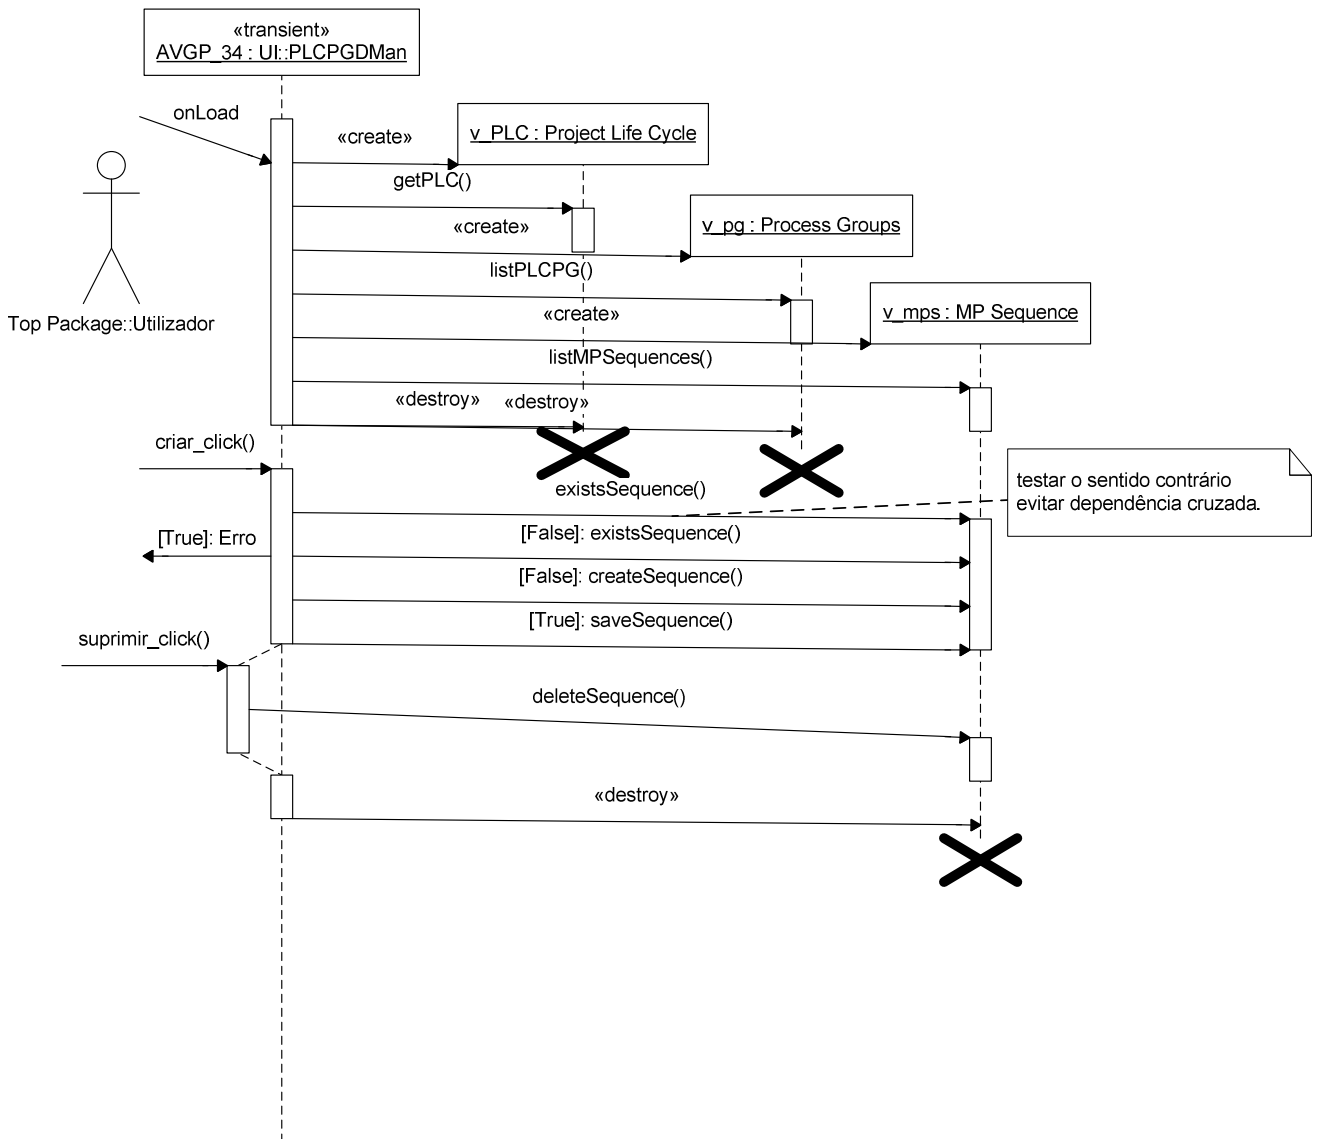 «transient»
AVGP_34 : UI::PLCPGDMan
onLoad
«create»
v_PLC : Project Life Cycle
getPLC()
«create»
v_pg : Process Groups
listPLCPG()
«create»
v_mps : MP Sequence
Top Package::Utilizador
listMPSequences()
«destroy»
«destroy»
criar_click()
existsSequence()
testar o sentido contrário
evitar dependência cruzada.
[True]: Erro
[False]: existsSequence()
[False]: createSequence()
[True]: saveSequence()
suprimir_click()
deleteSequence()
«destroy»